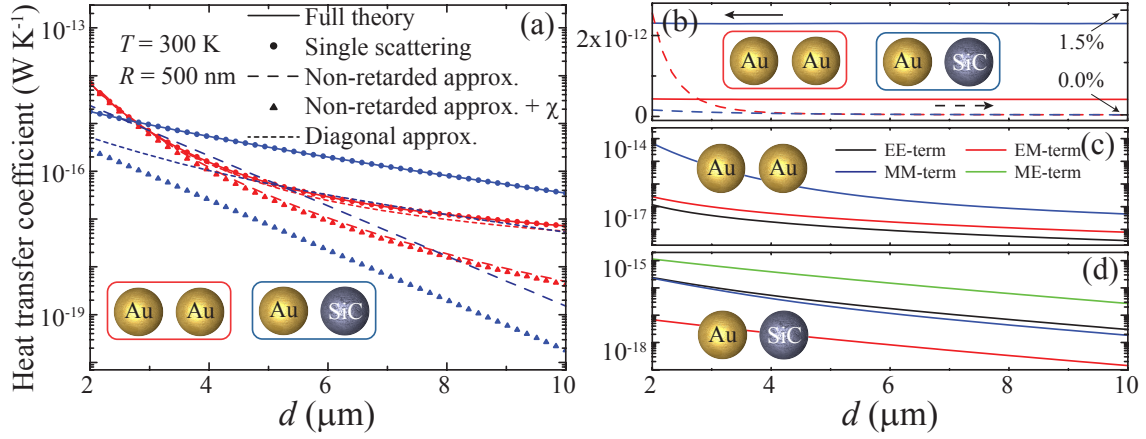 Heat transfer coefficient (W K⁻¹)
10⁻¹³
10⁻¹⁶
10⁻¹⁹
(a)
T = 300 K
R = 500 nm
Full theory
Single scattering
Non-retarded approx.
Non-retarded approx. + χ
Diagonal approx.
Au Au Au SiC
2 4 6 8 10
d (μm)
(b)
2x10⁻¹²
0
1.5%
0.0%
Au Au Au SiC
(c)
10⁻¹⁴
10⁻¹⁷
Au Au
EE-term EM-term
MM-term ME-term
(d)
10⁻¹⁵
10⁻¹⁸
Au SiC
2 4 6 8 10
d (μm)